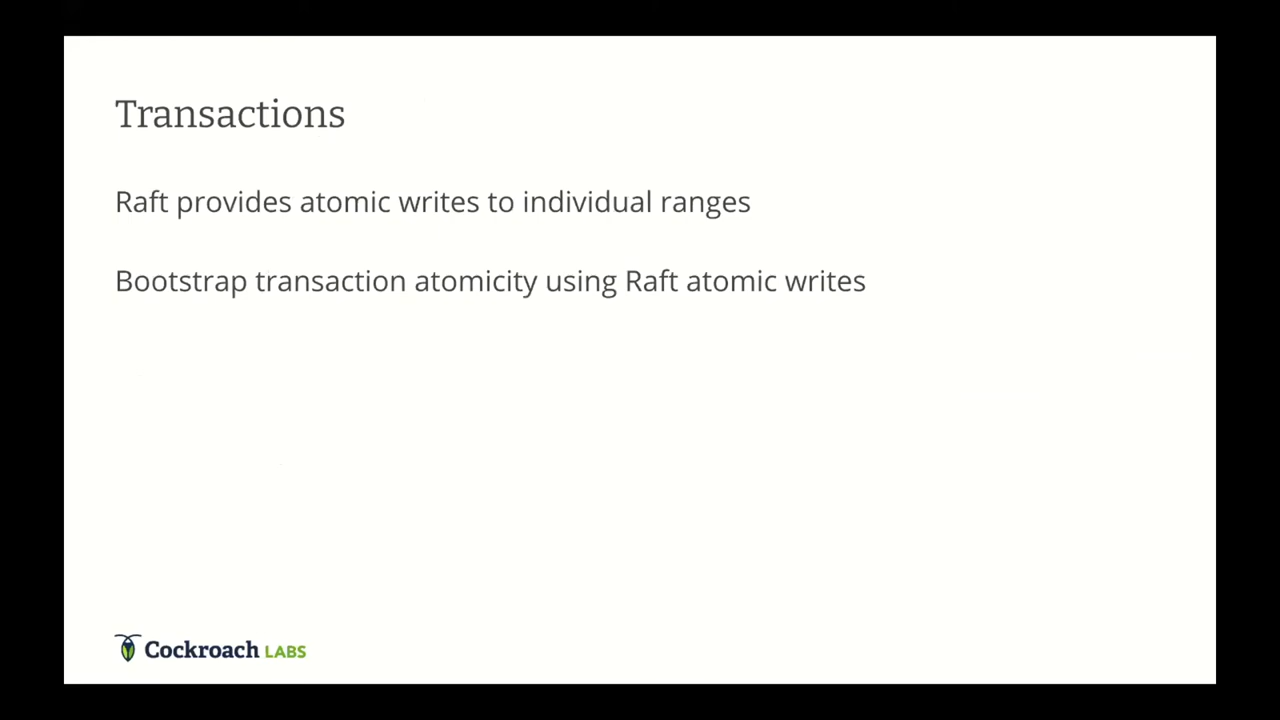 Transactions
Raft provides atomic writes to individual ranges
Bootstrap transaction atomicity using Raft atomic writes
Cockroach LABS